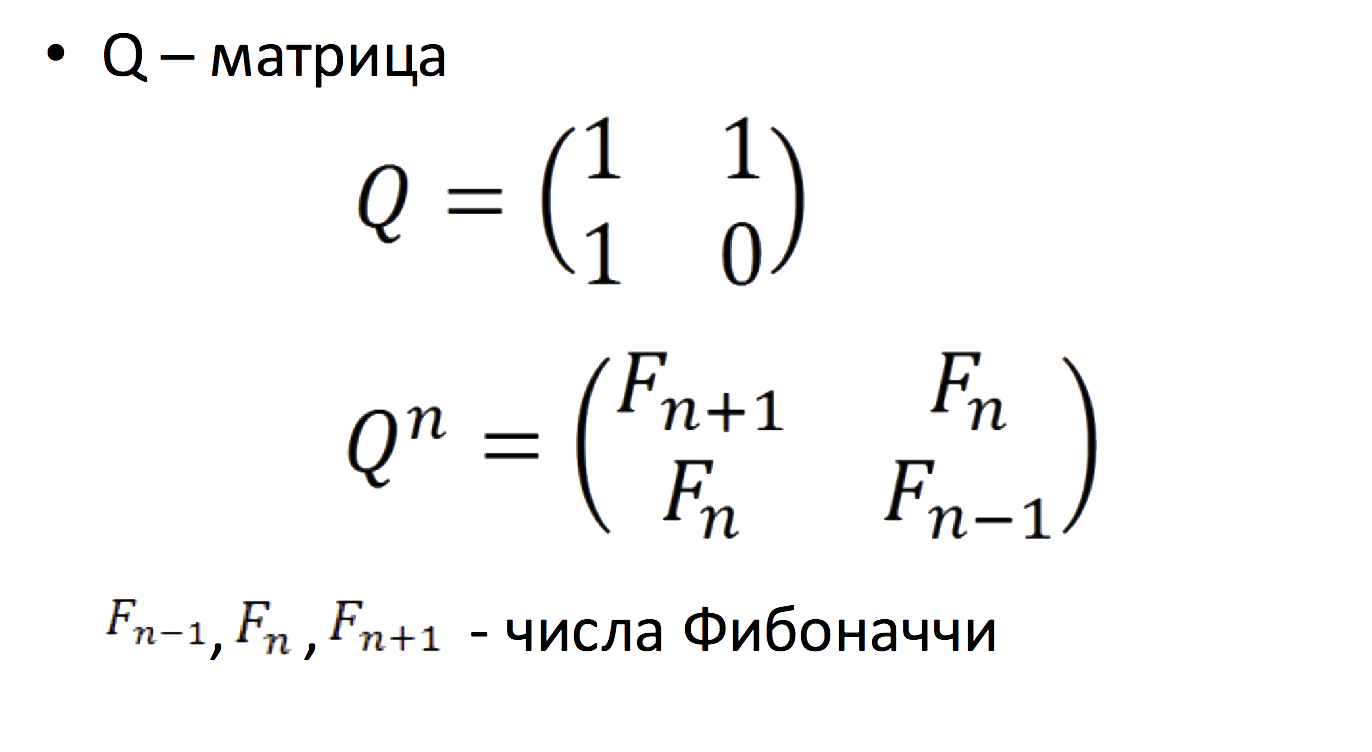 • Q – матрица
Q = (1 1
1 0)
Qⁿ = (Fₙ₊₁ Fₙ
Fₙ Fₙ₋₁)
Fₙ₋₁, Fₙ , Fₙ₊₁ - числа Фибоначчи